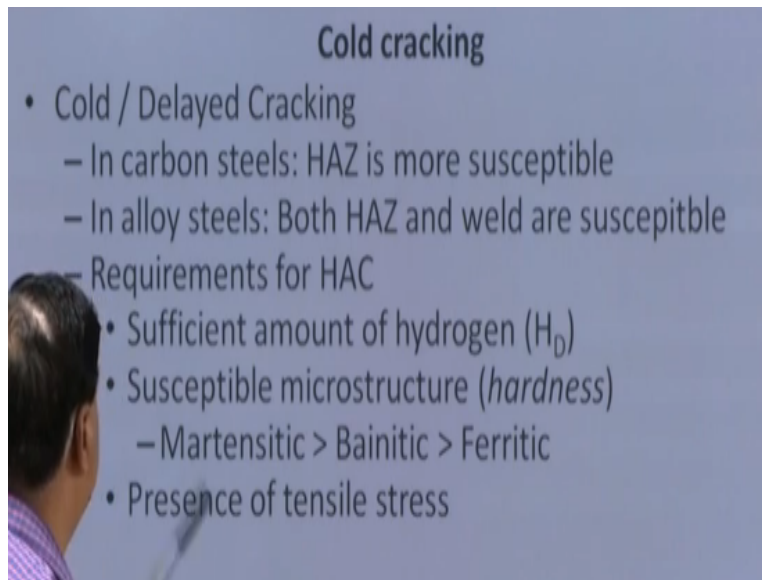 Cold cracking
• Cold / Delayed Cracking
– In carbon steels: HAZ is more susceptible
– In alloy steels: Both HAZ and weld are suscepitble
– Requirements for HAC
• Sufficient amount of hydrogen (H_D)
• Susceptible microstructure (hardness)
– Martensitic > Bainitic > Ferritic
• Presence of tensile stress